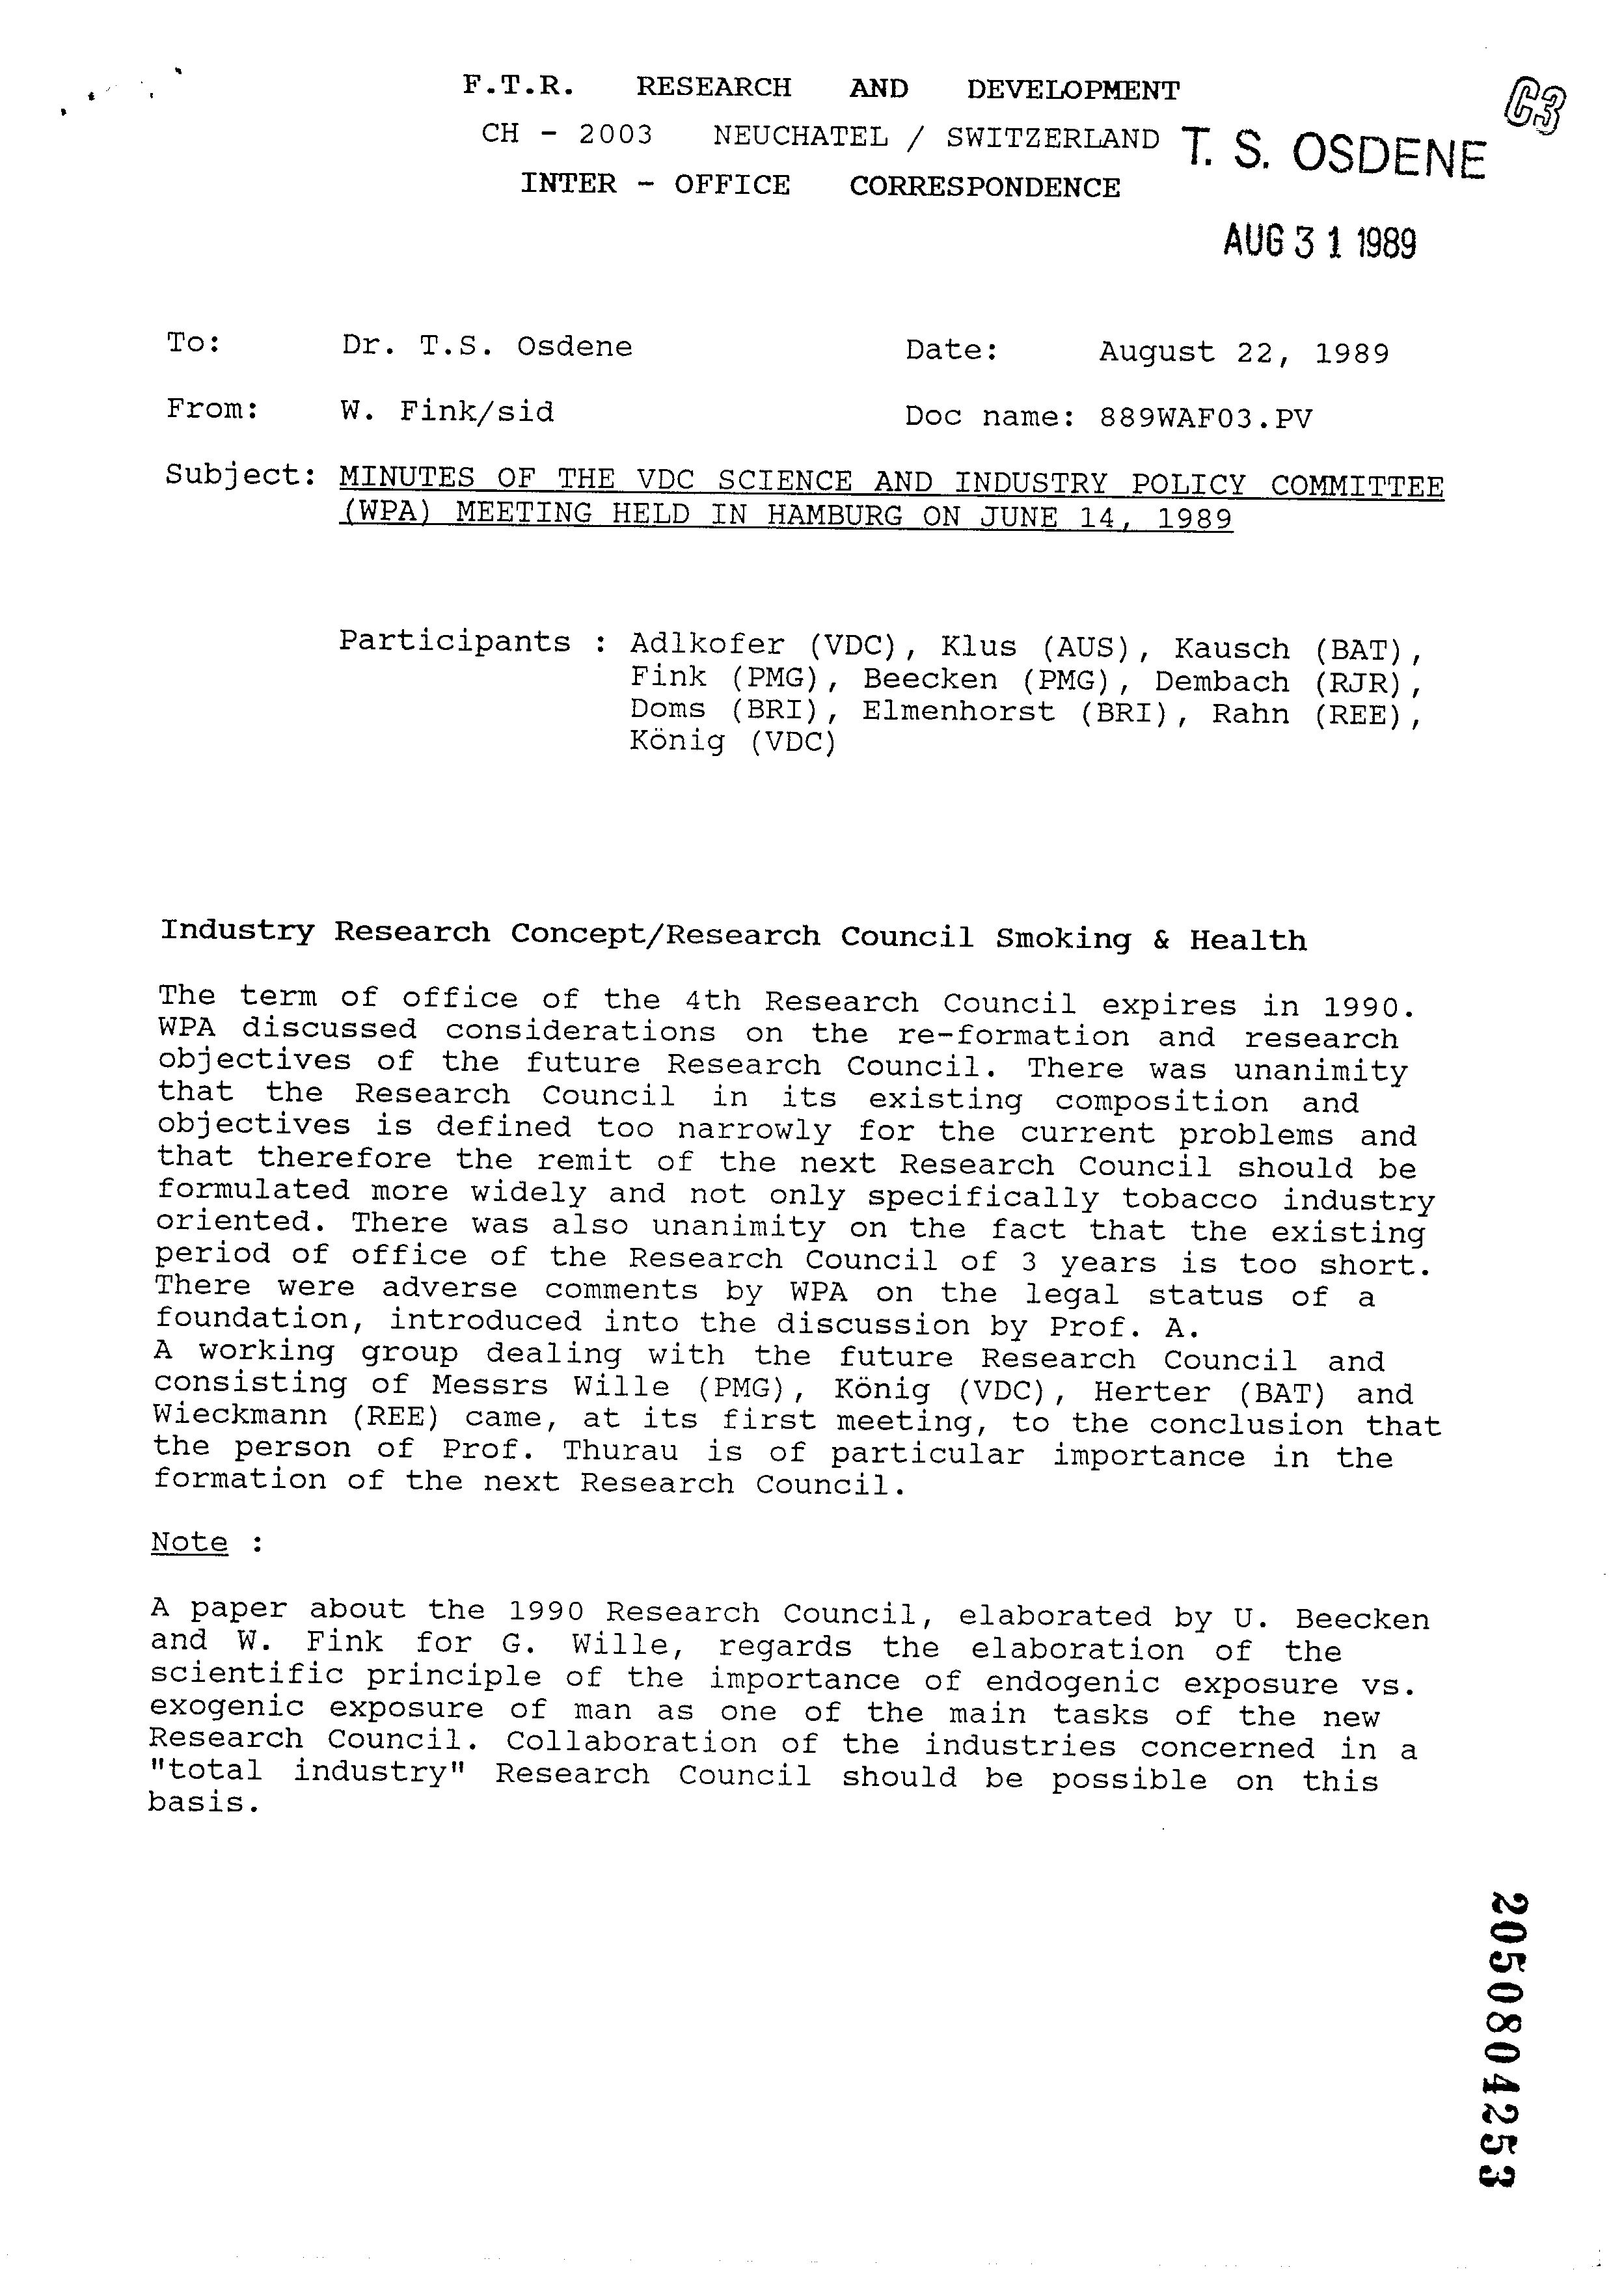 F.T.R. RESEARCH AND DEVELOPMENT
C3
CH - 2003 NEUCHATEL / SWITZERLAND
T. S. OSDENE
INTER - OFFICE CORRESPONDENCE
AUG 31 1989
To: Dr. T.S. Osdene Date: August 22, 1989
From: W. Fink/sid Doc name: 889WAF03.PV
Subject: MINUTES OF THE VDC SCIENCE AND INDUSTRY POLICY COMMITTEE
(WPA) MEETING HELD IN HAMBURG ON JUNE 14, 1989
Participants : Adlkofer (VDC), Klus (AUS), Kausch (BAT),
Fink (PMG), Beecken (PMG), Dembach (RJR),
Doms (BRI), Elmenhorst (BRI), Rahn (REE),
König (VDC)
Industry Research Concept/Research Council Smoking & Health
The term of office of the 4th Research Council expires in 1990.
WPA discussed considerations on the re-formation and research
objectives of the future Research Council. There was unanimity
that the Research Council in its existing composition and
objectives is defined too narrowly for the current problems and
that therefore the remit of the next Research Council should be
formulated more widely and not only specifically tobacco industry
oriented. There was also unanimity on the fact that the existing
period of office of the Research Council of 3 years is too short.
There were adverse comments by WPA on the legal status of a
foundation, introduced into the discussion by Prof. A.
A working group dealing with the future Research Council and
consisting of Messrs Wille (PMG), König (VDC), Herter (BAT) and
Wieckmann (REE) came, at its first meeting, to the conclusion that
the person of Prof. Thurau is of particular importance in the
formation of the next Research Council.
Note :
A paper about the 1990 Research Council, elaborated by U. Beecken
and W. Fink for G. Wille, regards the elaboration of the
scientific principle of the importance of endogenic exposure vs.
exogenic exposure of man as one of the main tasks of the new
Research Council. Collaboration of the industries concerned in a
"total industry" Research Council should be possible on this
basis.
2050804253